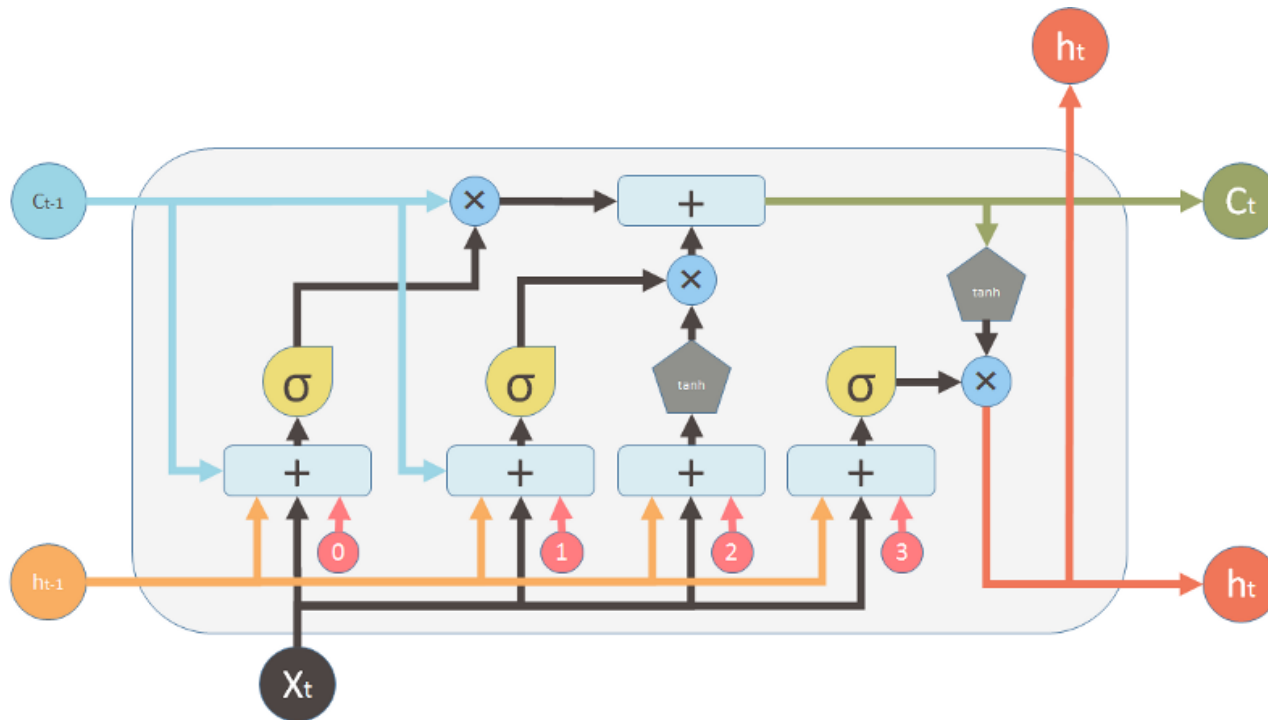 ht
Ct-1
×
+
Ct
×
tanh
σ
σ
tanh
σ
×
+
+
+
+
0
1
2
3
ht-1
ht
Xt